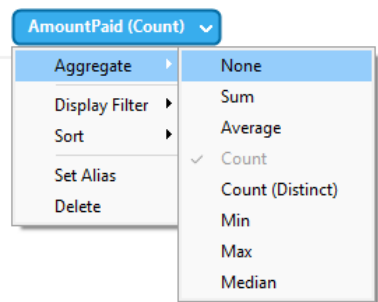 AmountPaid (Count)
Aggregate
Display Filter
Sort
Set Alias
Delete
None
Sum
Average
Count
Count (Distinct)
Min
Max
Median